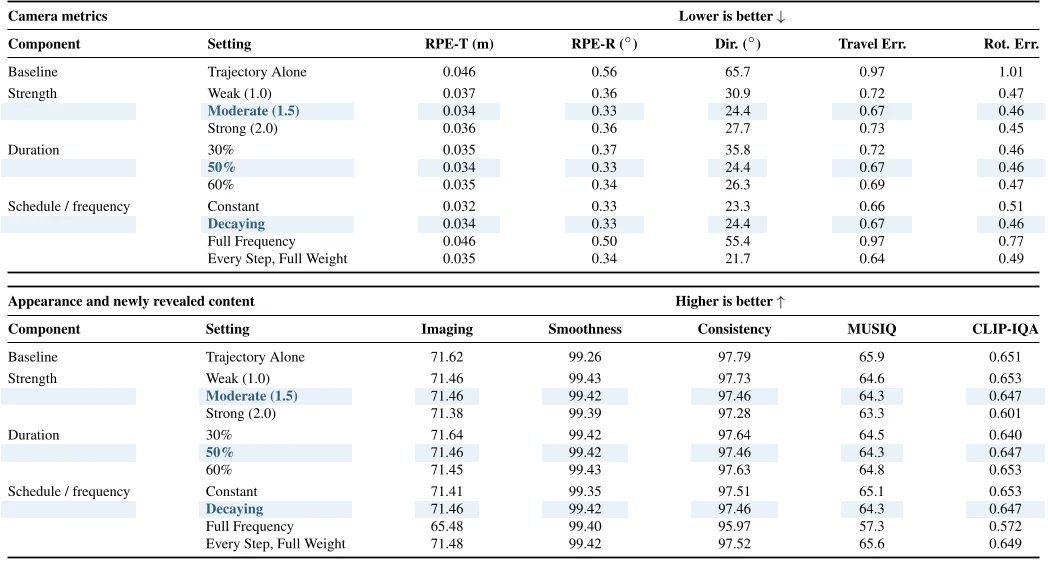 Camera metrics Lower is better ↓
Component Setting RPE-T (m) RPE-R (°) Dir. (°) Travel Err. Rot. Err.
Baseline Trajectory Alone 0.046 0.56 65.7 0.97 1.01
Strength Weak (1.0) 0.037 0.36 30.9 0.72 0.47
Moderate (1.5) 0.034 0.33 24.4 0.67 0.46
Strong (2.0) 0.036 0.36 27.7 0.73 0.45
Duration 30% 0.035 0.37 35.8 0.72 0.46
50% 0.034 0.33 24.4 0.67 0.46
60% 0.035 0.34 26.3 0.69 0.47
Schedule / frequency Constant 0.032 0.33 23.3 0.66 0.51
Decaying 0.034 0.33 24.4 0.67 0.46
Full Frequency 0.046 0.50 55.4 0.97 0.77
Every Step, Full Weight 0.035 0.34 21.7 0.64 0.49
Appearance and newly revealed content Higher is better ↑
Component Setting Imaging Smoothness Consistency MUSIQ CLIP-IQA
Baseline Trajectory Alone 71.62 99.26 97.79 65.9 0.651
Strength Weak (1.0) 71.46 99.43 97.73 64.6 0.653
Moderate (1.5) 71.46 99.42 97.46 64.3 0.647
Strong (2.0) 71.38 99.39 97.28 63.3 0.601
Duration 30% 71.64 99.42 97.64 64.5 0.640
50% 71.46 99.42 97.46 64.3 0.647
60% 71.45 99.43 97.63 64.8 0.653
Schedule / frequency Constant 71.41 99.35 97.51 65.1 0.653
Decaying 71.46 99.42 97.46 64.3 0.647
Full Frequency 65.48 99.40 95.97 57.3 0.572
Every Step, Full Weight 71.48 99.42 97.52 65.6 0.649